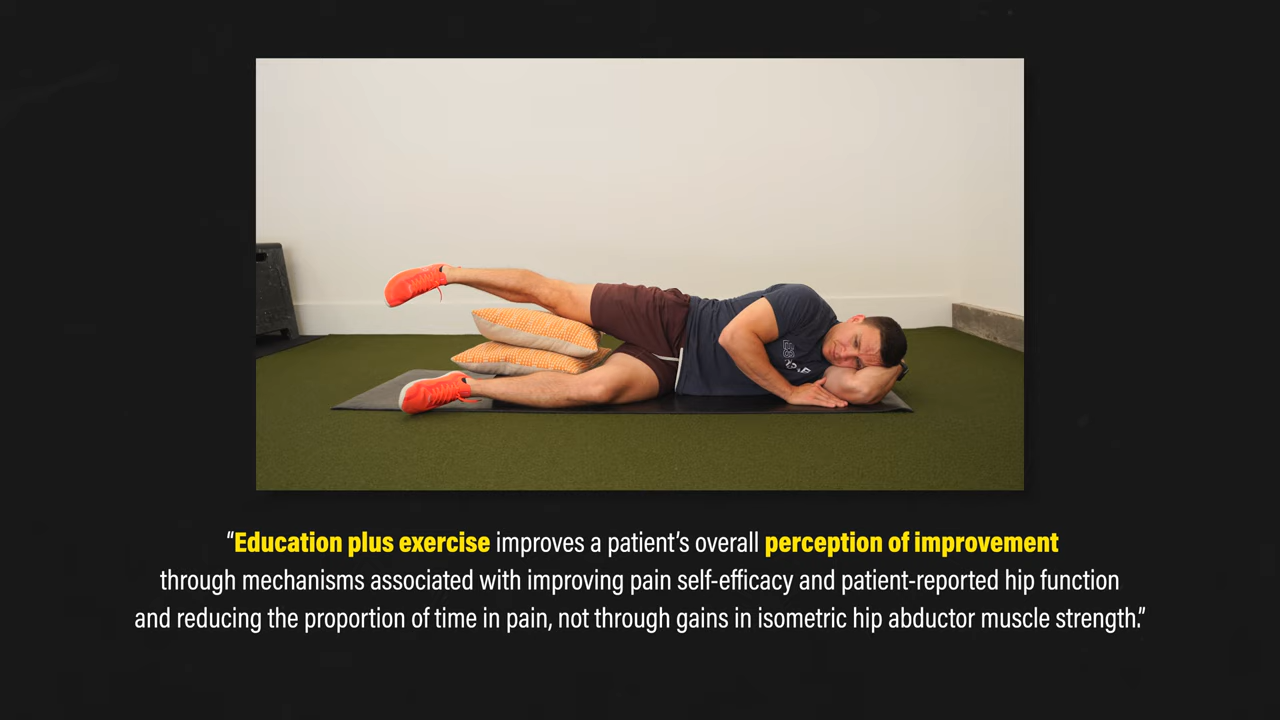 “Education plus exercise improves a patient’s overall perception of improvement
through mechanisms associated with improving pain self-efficacy and patient-reported hip function
and reducing the proportion of time in pain, not through gains in isometric hip abductor muscle strength.”